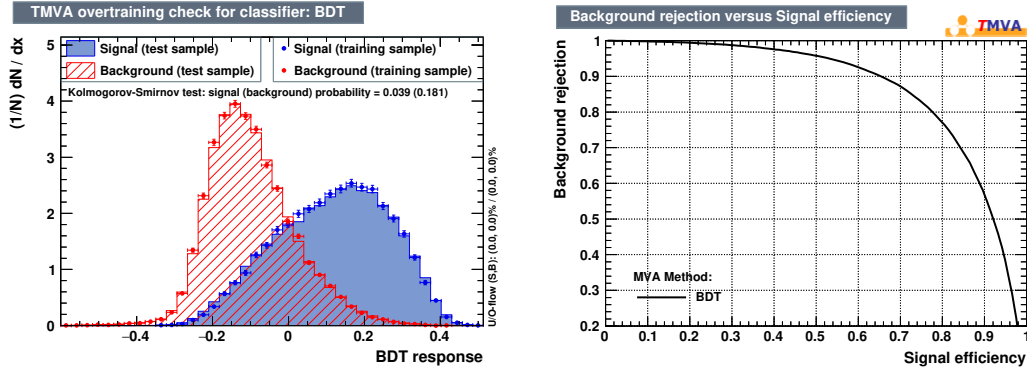 TMVA overtraining check for classifier: BDT
(1/N) dN / dx
Signal (test sample)
Background (test sample)
Signal (training sample)
Background (training sample)
Kolmogorov-Smirnov test: signal (background) probability = 0.039 (0.181)
5
4
3
2
1
0
−0.4
−0.2
0
0.2
0.4
BDT response
U/O-flow (S,B): (0.0, 0.0)% / (0.0, 0.0)%
Background rejection versus Signal efficiency
TMVA
Background rejection
1
0.9
0.8
0.7
0.6
0.5
0.4
0.3
0.2
MVA Method:
BDT
0
0.1
0.2
0.3
0.4
0.5
0.6
0.7
0.8
0.9
1
Signal efficiency